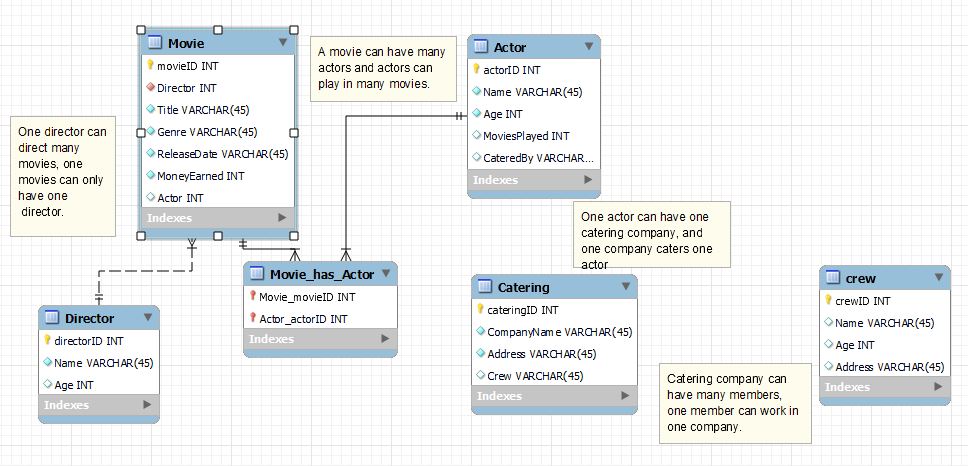 Movie
movieID INT
Director INT
Title VARCHAR(45)
Genre VARCHAR(45)
ReleaseDate VARCHAR(45)
MoneyEarned INT
Actor INT
Indexes
A movie can have many
actors and actors can
play in many movies.
Actor
actorID INT
Name VARCHAR(45)
Age INT
MoviesPlayed INT
CateredBy VARCHAR...
Indexes
One director can
direct many
movies, one
movies can only
have one
director.
One actor can have one
catering company, and
one company caters one
actor
Movie_has_Actor
Movie_movieID INT
Actor_actorID INT
Indexes
Director
directorID INT
Name VARCHAR(45)
Age INT
Indexes
Catering
cateringID INT
CompanyName VARCHAR(45)
Address VARCHAR(45)
Crew VARCHAR(45)
Indexes
crew
crewID INT
Name VARCHAR(45)
Age INT
Address VARCHAR(45)
Indexes
Catering company can
have many members,
one member can work in
one company.